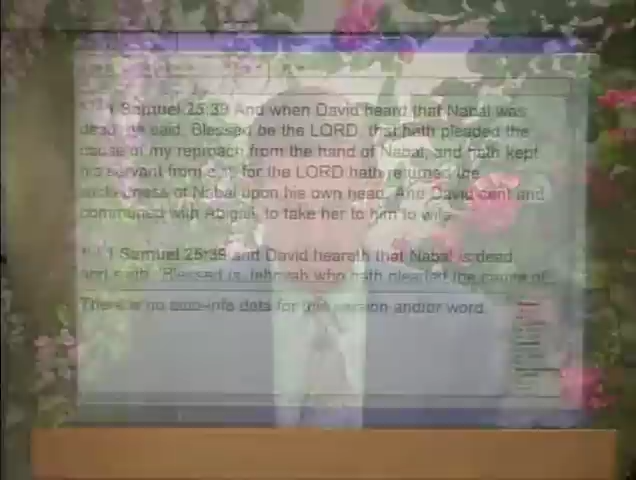 1 Samuel 25:39 And when David heard that Nabal was
dead, he said, Blessed be the LORD, that hath pleaded the
cause of my reproach from the hand of Nabal, and hath kept
his servant from evil: for the LORD hath returned the
wickedness of Nabal upon his own head. And David sent and
communed with Abigail, to take her to him to wife.
1 Samuel 25:39 and David heareth that Nabal is dead
and saith, 'Blessed is Jehovah who hath pleaded the cause of
There is no info data for this version and/or word.